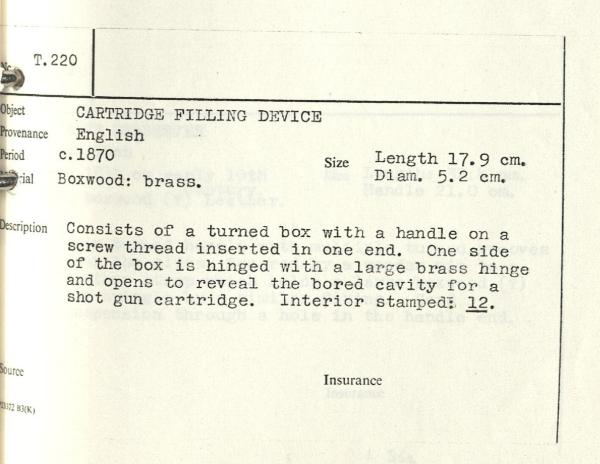 No. T.220
Object CARTRIDGE FILLING DEVICE
Provenance English
Period c.1870
Size Length 17.9 cm.
Diam. 5.2 cm.
Boxwood: brass.
Description Consists of a turned box with a handle on a
screw thread inserted in one end. One side
of the box is hinged with a large brass hinge
and opens to reveal the bored cavity for a
shot gun cartridge. Interior stamped: 12.
Source
Insurance
B3(K)